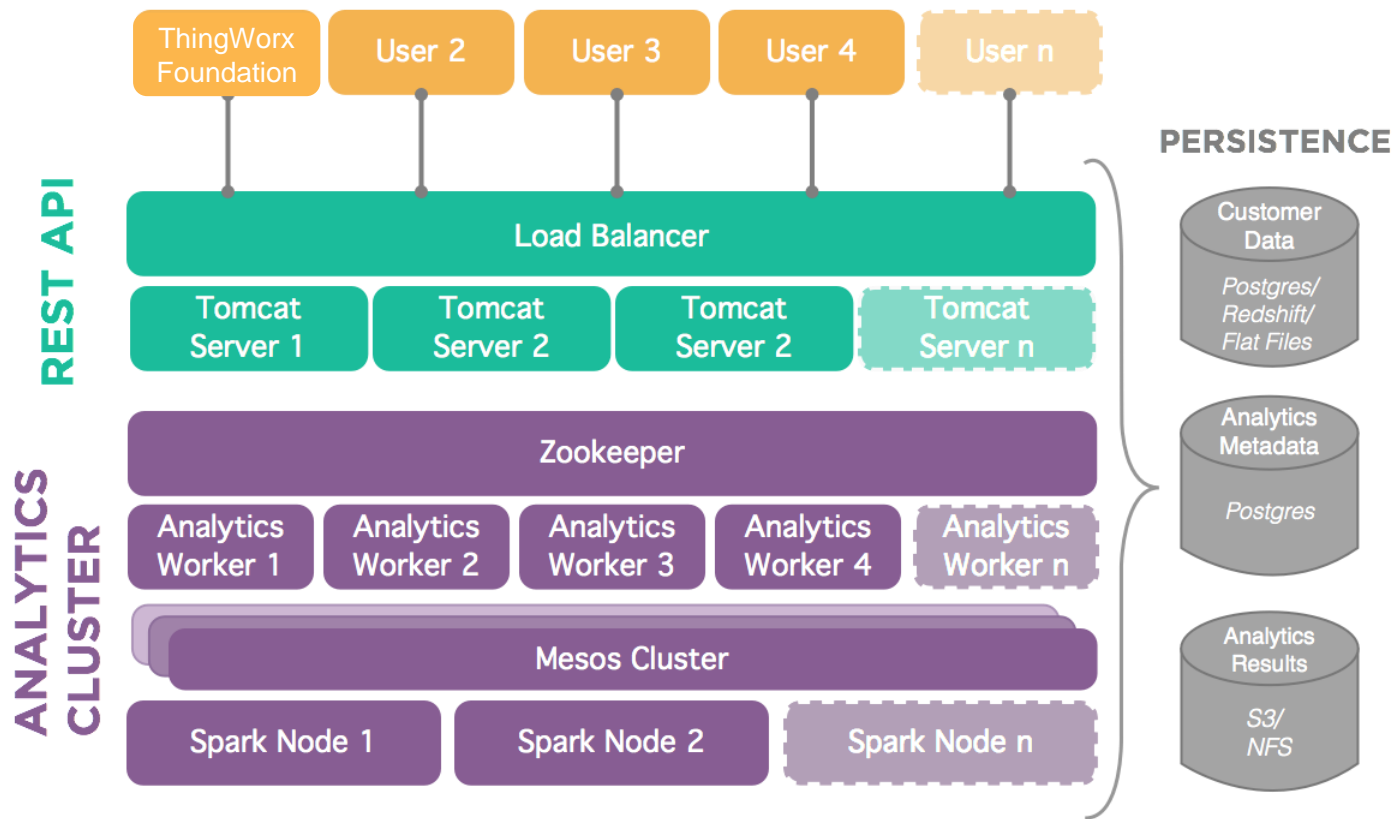 ThingWorx
Foundation
User 2
User 3
User 4
User n
REST API
Load Balancer
Tomcat
Server 1
Tomcat
Server 2
Tomcat
Server 2
Tomcat
Server n
ANALYTICS
CLUSTER
Zookeeper
Analytics
Worker 1
Analytics
Worker 2
Analytics
Worker 3
Analytics
Worker 4
Analytics
Worker n
Mesos Cluster
Spark Node 1
Spark Node 2
Spark Node n
PERSISTENCE
Customer
Data
Postgres/
Redshift/
Flat Files
Analytics
Metadata
Postgres
Analytics
Results
S3/
NFS